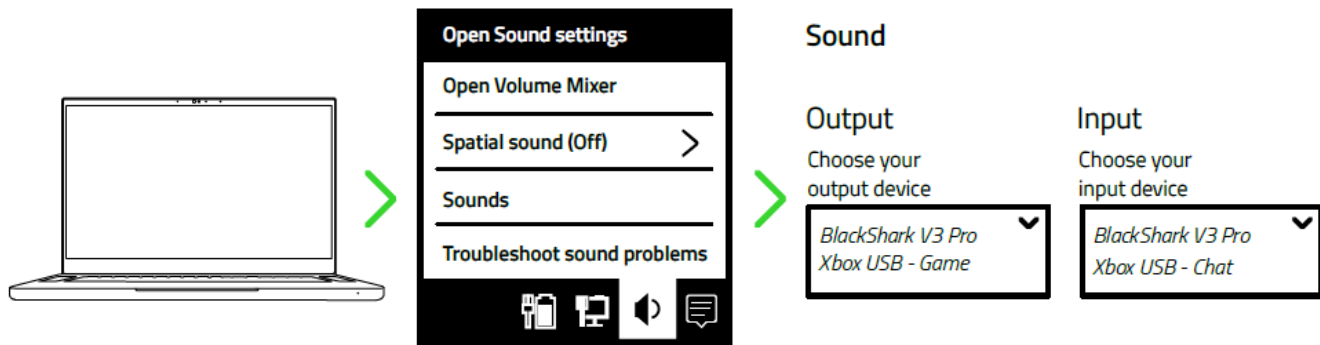 Open Sound settings
Open Volume Mixer
Spatial sound (Off)
Sounds
Troubleshoot sound problems
Sound
Output
Choose your
output device
BlackShark V3 Pro
Xbox USB - Game
Input
Choose your
input device
BlackShark V3 Pro
Xbox USB - Chat